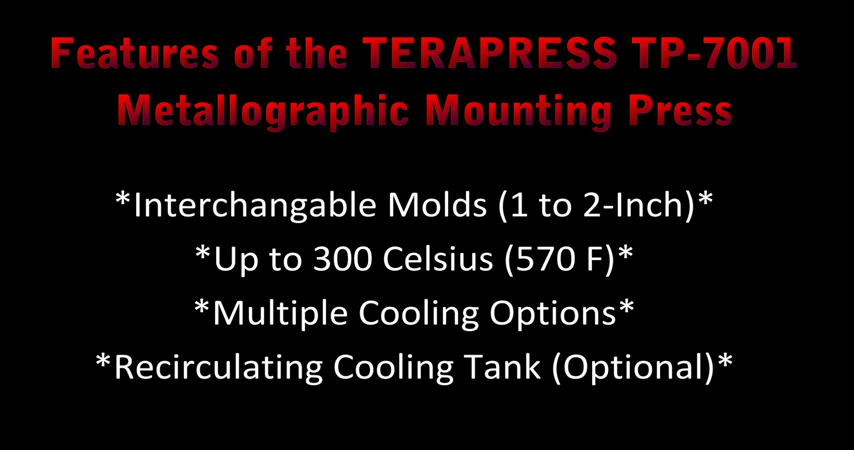 Features of the TERAPRESS TP-7001
Metallographic Mounting Press
*Interchangable Molds (1 to 2-Inch)*
*Up to 300 Celsius (570 F)*
*Multiple Cooling Options*
*Recirculating Cooling Tank (Optional)*